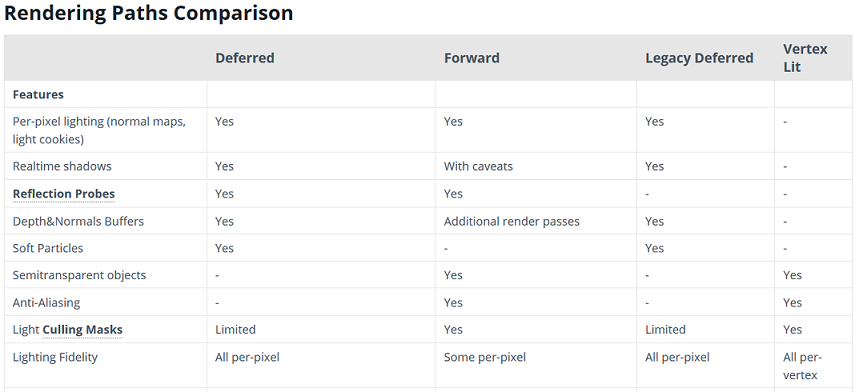 Rendering Paths Comparison
Deferred Forward Legacy Deferred Vertex Lit
Features
Per-pixel lighting (normal maps, light cookies) Yes Yes Yes -
Realtime shadows Yes With caveats Yes -
Reflection Probes Yes Yes - -
Depth&Normals Buffers Yes Additional render passes Yes -
Soft Particles Yes - Yes -
Semitransparent objects - Yes - Yes
Anti-Aliasing - Yes - Yes
Light Culling Masks Limited Yes Limited Yes
Lighting Fidelity All per-pixel Some per-pixel All per-pixel All per-vertex